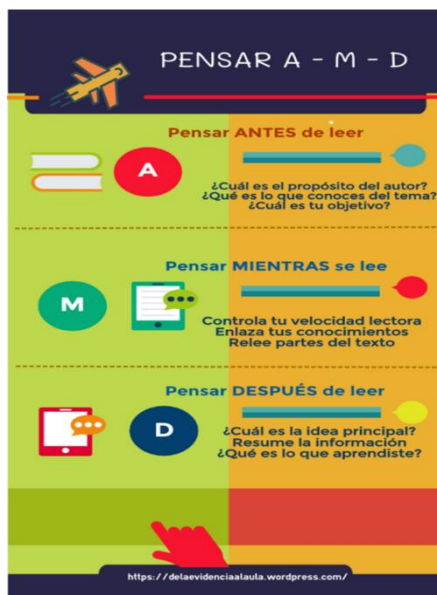 PENSAR A - M - D
Pensar ANTES de leer
A
¿Cuál es el propósito del autor?
¿Qué es lo que conoces del tema?
¿Cuál es tu objetivo?
Pensar MIENTRAS se lee
M
Controla tu velocidad lectora
Enlaza tus conocimientos
Relee partes del texto
Pensar DESPUÉS de leer
D
¿Cuál es la idea principal?
Resume la información
¿Qué es lo que aprendiste?
https://delaevidenciaalaula.wordpress.com/